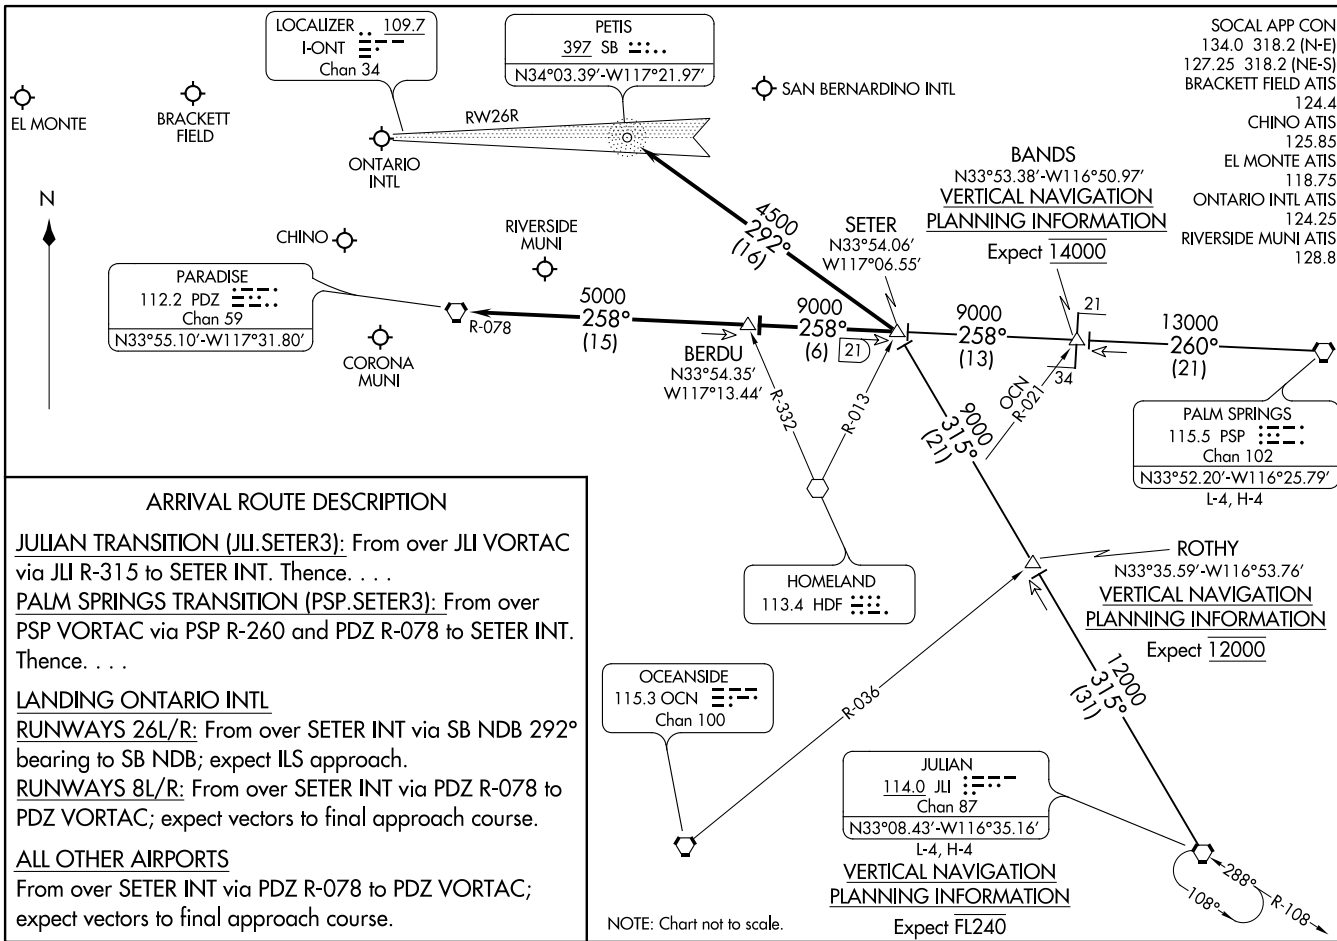 LOCALIZER 109.7
I-ONT
Chan 34
PETIS
397 SB
N34°03.39'-W117°21.97'
SOCAL APP CON
134.0 318.2 (N-E)
127.25 318.2 (NE-S)
BRACKETT FIELD ATIS
124.4
CHINO ATIS
125.85
EL MONTE ATIS
118.75
ONTARIO INTL ATIS
124.25
RIVERSIDE MUNI ATIS
128.8
EL MONTE
BRACKETT
FIELD
SAN BERNARDINO INTL
RW26R
ONTARIO
INTL
N
BANDS
N33°53.38'-W116°50.97'
VERTICAL NAVIGATION
PLANNING INFORMATION
Expect 14000
CHINO
RIVERSIDE
MUNI
4500
292°
(16)
SETER
N33°54.06'
W117°06.55'
PARADISE
112.2 PDZ
Chan 59
N33°55.10'-W117°31.80'
R-078
5000
258°
(15)
9000
258°
(6)
21
9000
258°
(13)
21
34
13000
260°
(21)
CORONA
MUNI
BERDU
N33°54.35'
W117°13.44'
R-332
R-013
OCN
R-021
9000
315°
(21)
PALM SPRINGS
115.5 PSP
Chan 102
N33°52.20'-W116°25.79'
L-4, H-4
HOMELAND
113.4 HDF
ROTHY
N33°35.59'-W116°53.76'
VERTICAL NAVIGATION
PLANNING INFORMATION
Expect 12000
12000
315°
(31)
OCEANSIDE
115.3 OCN
Chan 100
R-036
JULIAN
114.0 JLI
Chan 87
N33°08.43'-W116°35.16'
L-4, H-4
VERTICAL NAVIGATION
PLANNING INFORMATION
Expect FL240
288°
108°
R-108
NOTE: Chart not to scale.
ARRIVAL ROUTE DESCRIPTION
JULIAN TRANSITION (JLI.SETER3): From over JLI VORTAC
via JLI R-315 to SETER INT. Thence. . . .
PALM SPRINGS TRANSITION (PSP.SETER3): From over
PSP VORTAC via PSP R-260 and PDZ R-078 to SETER INT.
Thence. . . .
LANDING ONTARIO INTL
RUNWAYS 26L/R: From over SETER INT via SB NDB 292°
bearing to SB NDB; expect ILS approach.
RUNWAYS 8L/R: From over SETER INT via PDZ R-078 to
PDZ VORTAC; expect vectors to final approach course.
ALL OTHER AIRPORTS
From over SETER INT via PDZ R-078 to PDZ VORTAC;
expect vectors to final approach course.